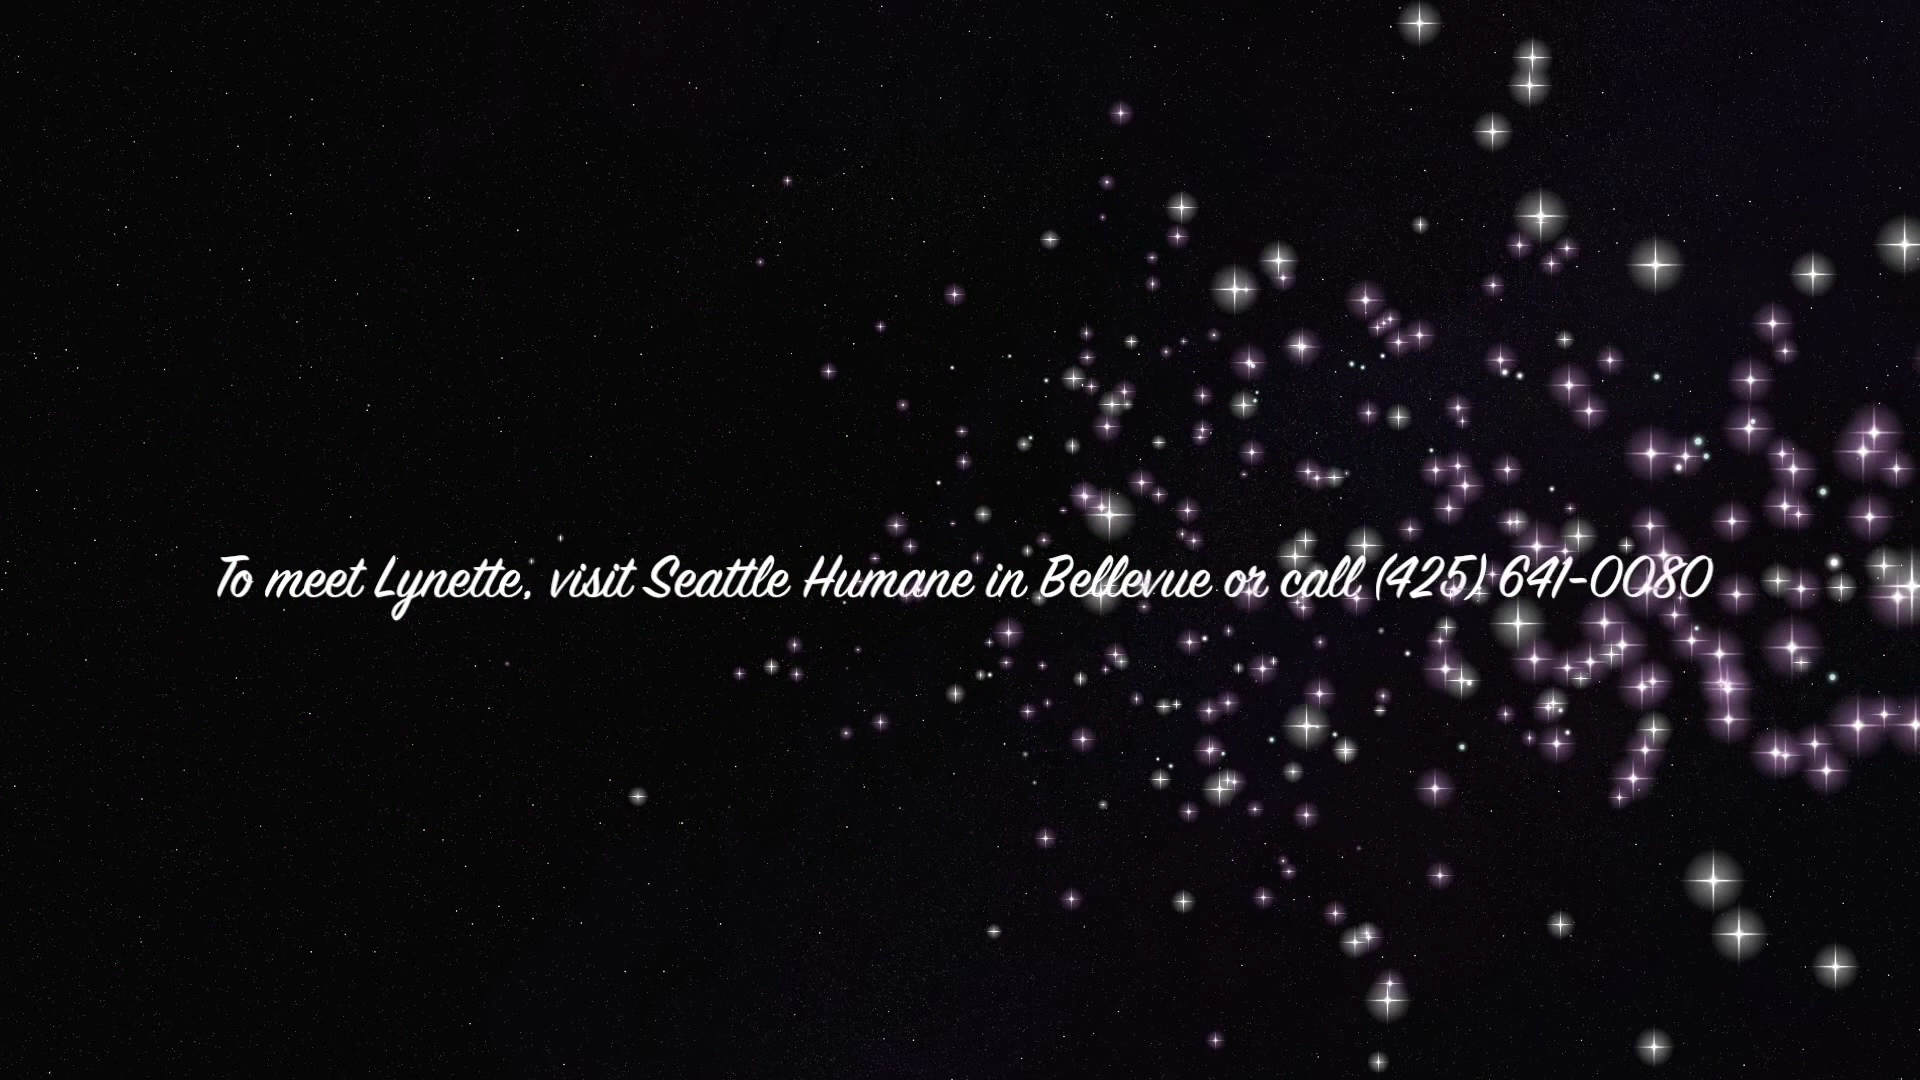 To meet Lynette, visit Seattle Humane in Bellevue or call (425) 641-0080